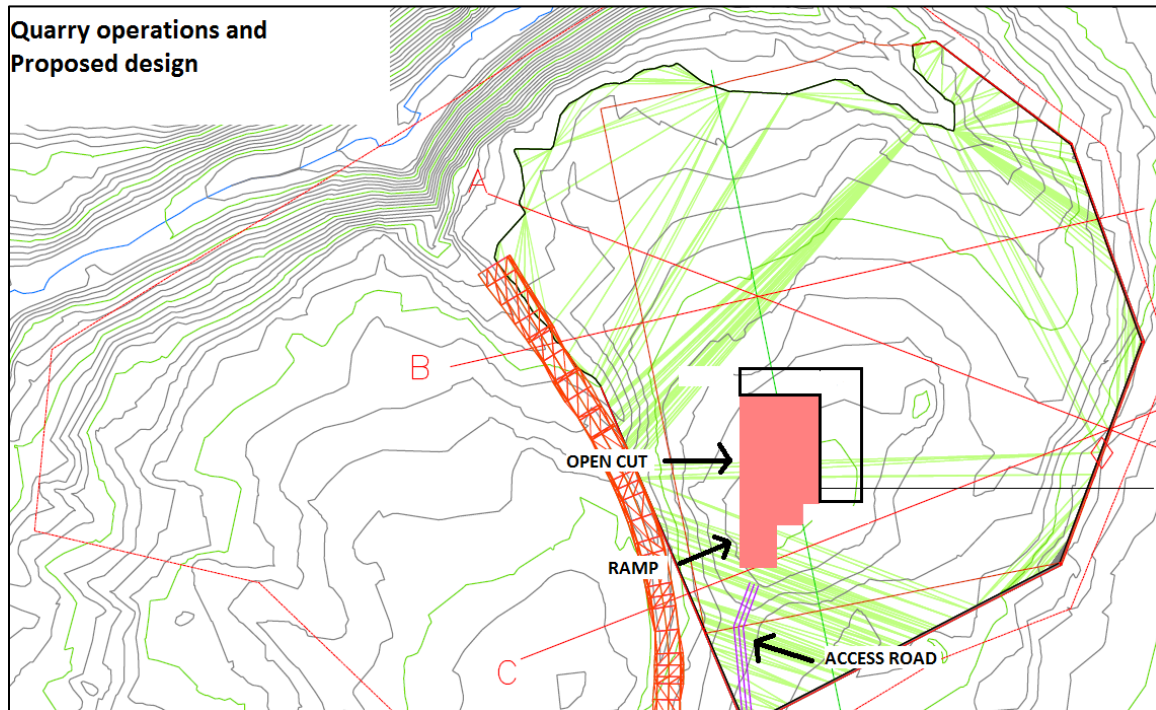 Quarry operations and
Proposed design
A
B
OPEN CUT
RAMP
ACCESS ROAD
C